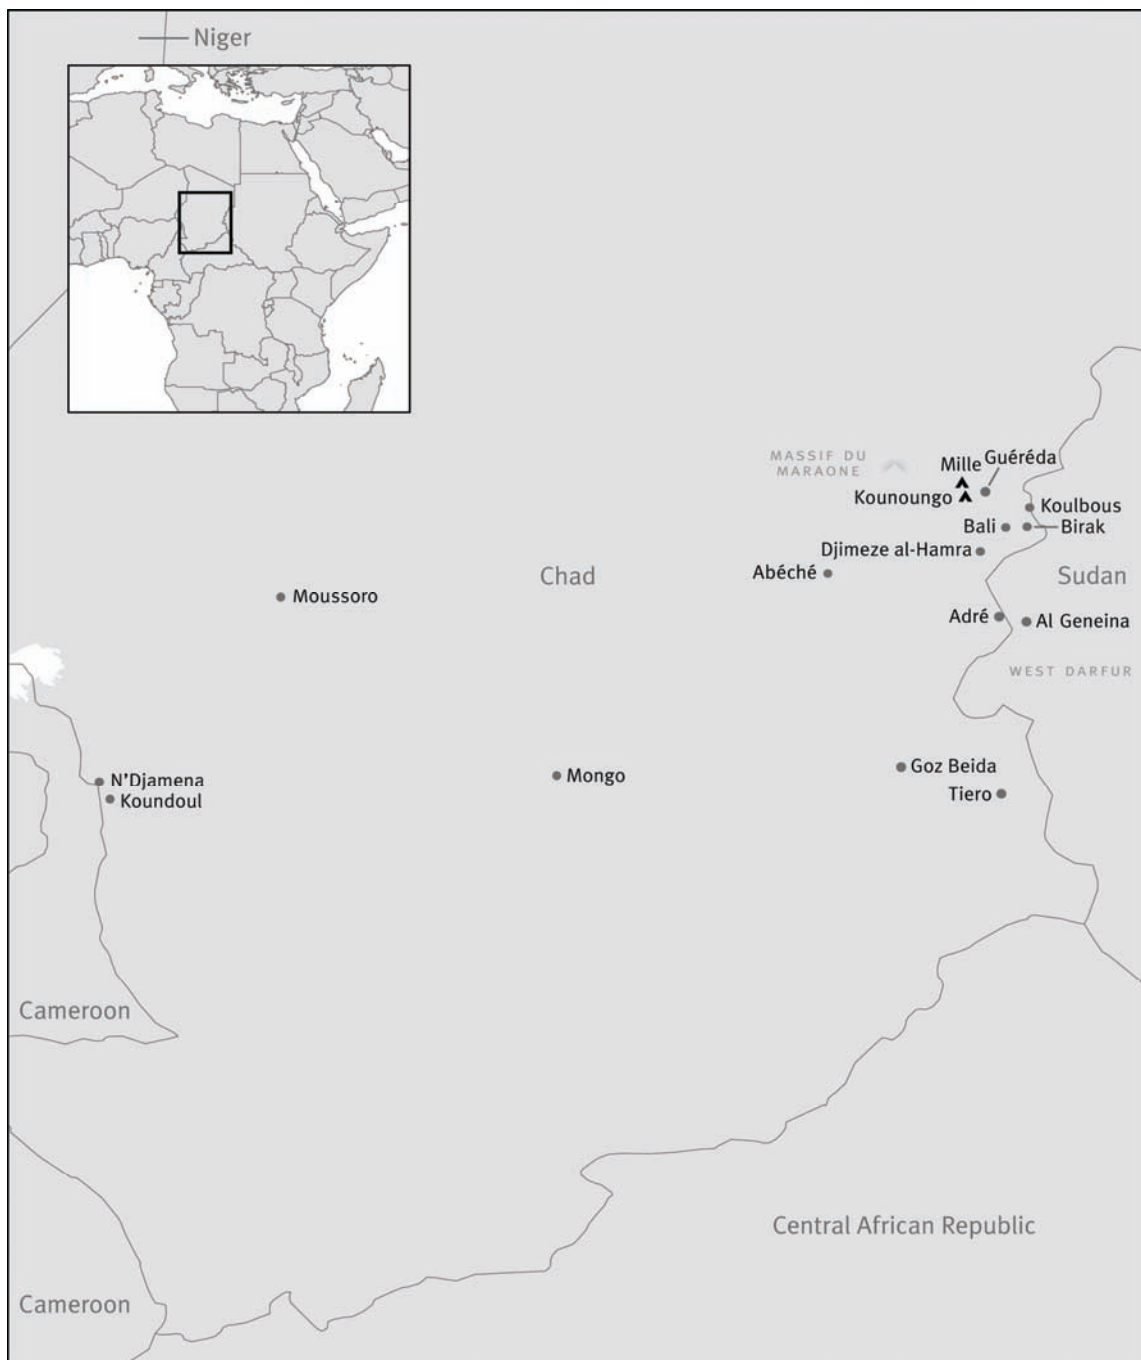 Niger
MASSIF DU
MARAONE
Mille
Guéréda
Kounoungo
Koulbous
Bali
Birak
Djimeze al-Hamra
Abéché
Chad
Sudan
Moussoro
Adré
Al Geneina
WEST DARFUR
Goz Beida
Mongo
N'Djamena
Tiero
Koundoul
Cameroon
Central African Republic
Cameroon